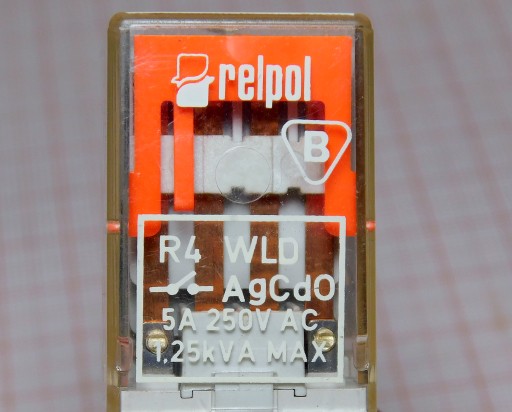 relpol
B
R4 WLD
AgCdO
5A 250V AC
1,25kVA MAX